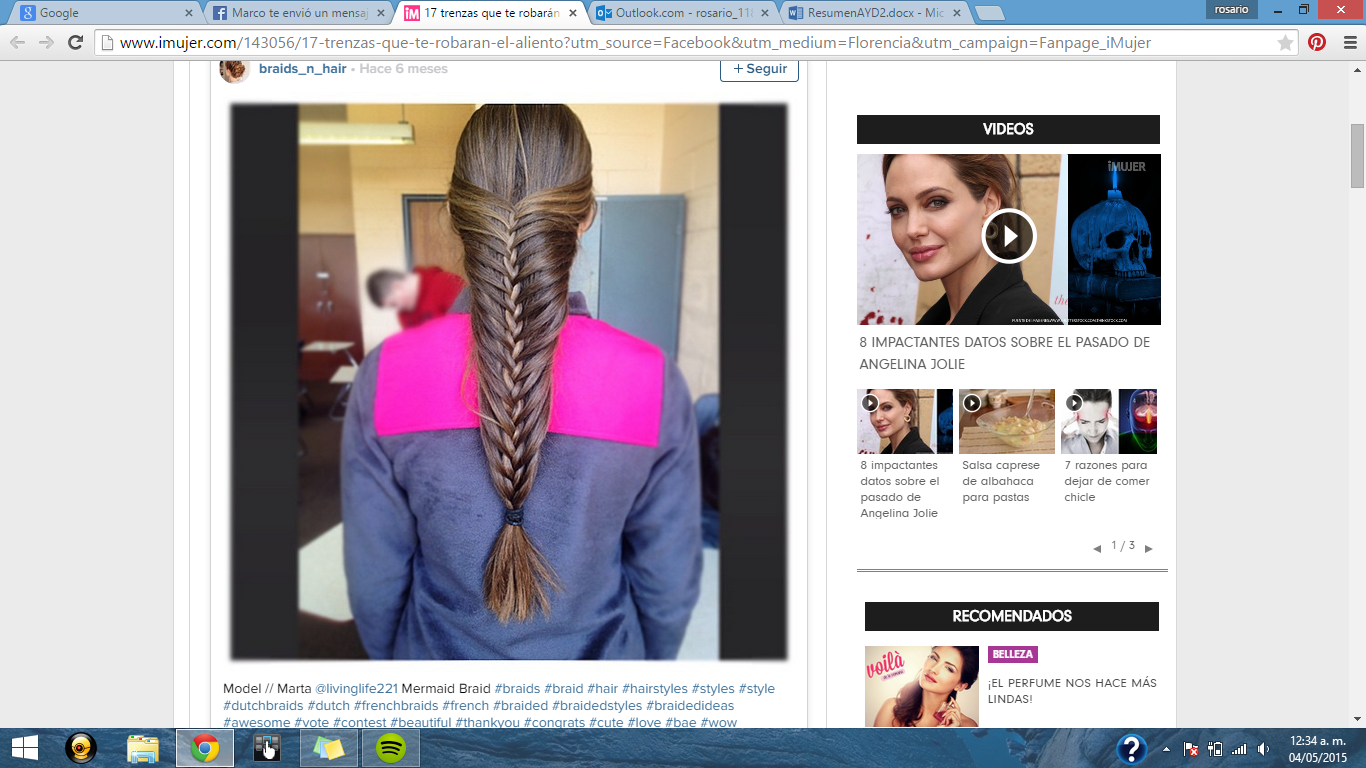 Google
Marco te envió un mensaj
17 trenzas que te robarán
Outlook.com - rosario_118
ResumenAYD2.docx - Mic
rosario
www.imujer.com/143056/17-trenzas-que-te-robaran-el-aliento?utm_source=Facebook&utm_medium=Florencia&utm_campaign=Fanpage_iMujer
braids_n_hair • Hace 6 meses
+ Seguir
Model // Marta @livinglife221 Mermaid Braid #braids #braid #hair #hairstyles #styles #style
#dutchbraids #dutch #frenchbraids #french #braided #braidedstyles #braidedideas
#awesome #vote #contest #beautiful #thankyou #congrats #cute #love #bae #wow
VIDEOS
iMUJER
8 IMPACTANTES DATOS SOBRE EL PASADO DE
ANGELINA JOLIE
8 impactantes
datos sobre el
pasado de
Angelina Jolie
Salsa caprese
de albahaca
para pastas
7 razones para
dejar de comer
chicle
1 / 3
RECOMENDADOS
voilà
BELLEZA
¡EL PERFUME NOS HACE MÁS
LINDAS!
12:34 a. m.
04/05/2015